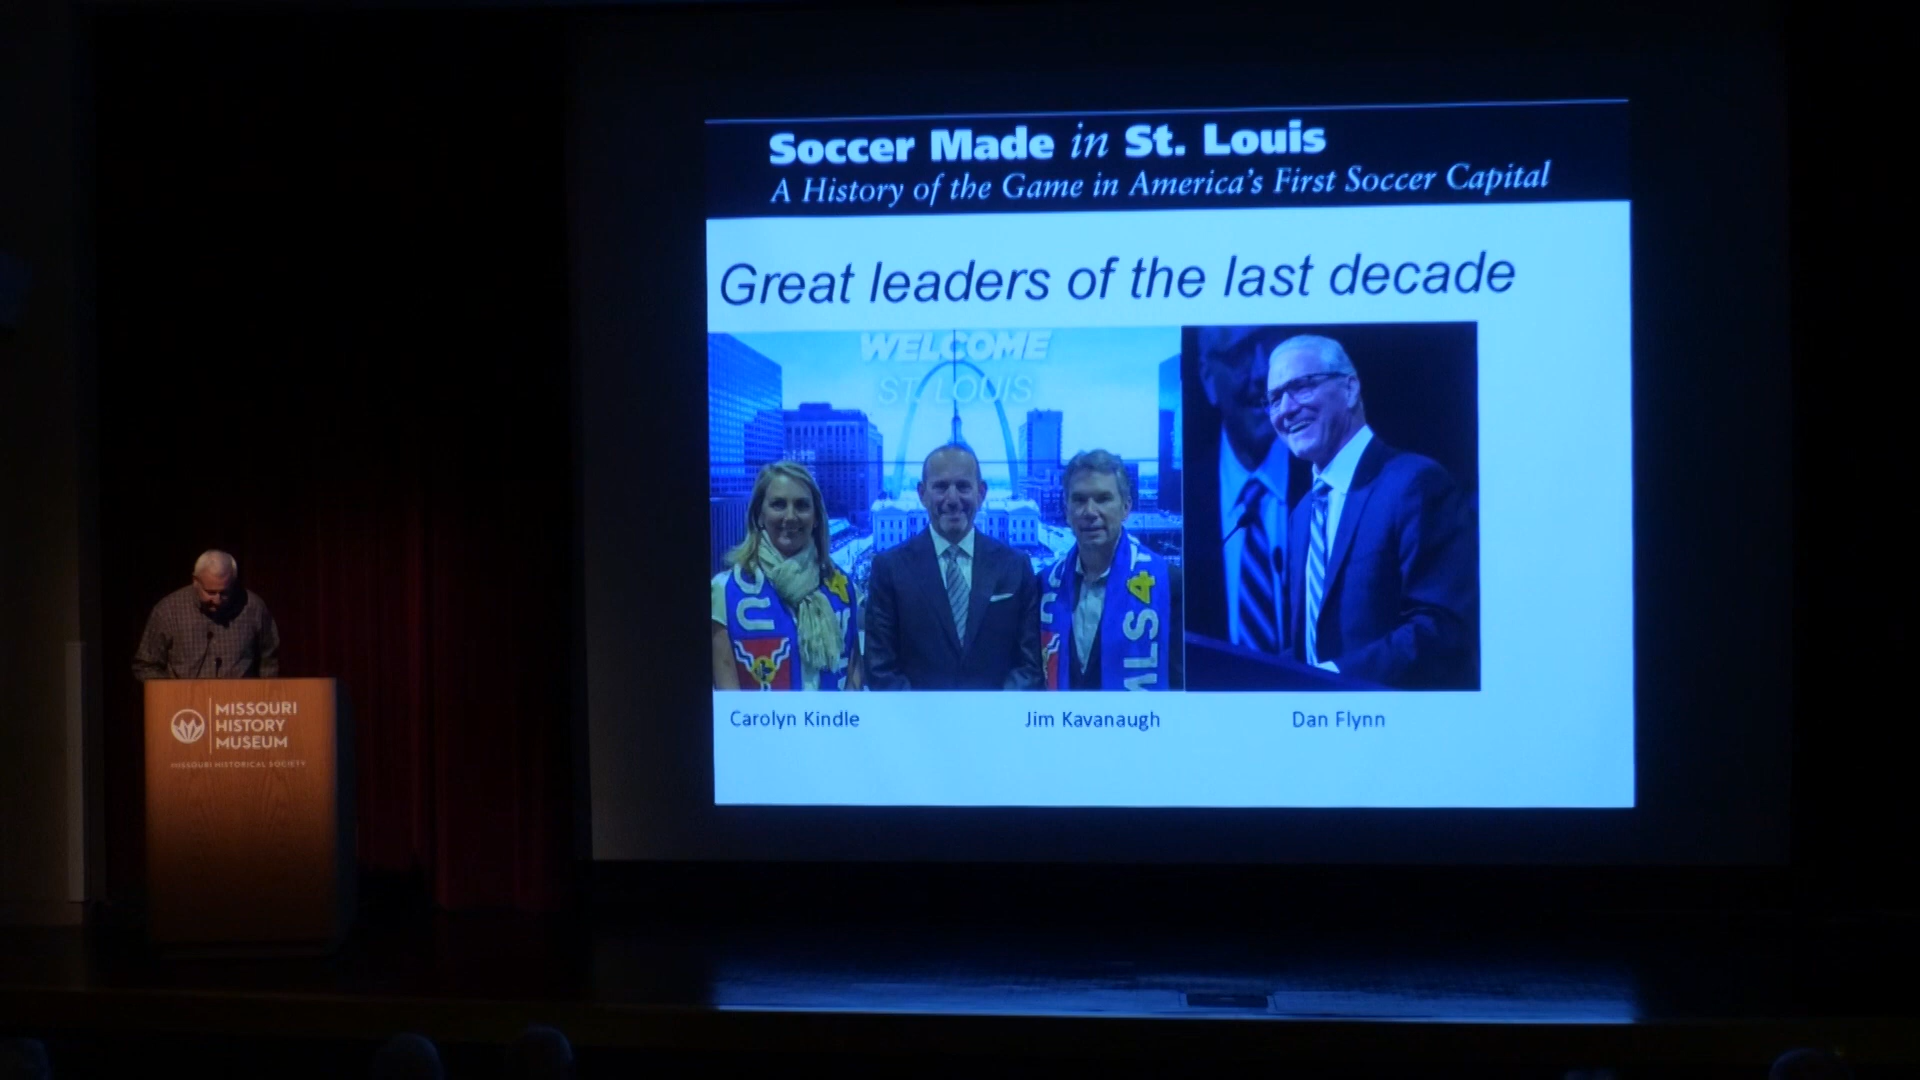 Soccer Made in St. Louis
A History of the Game in America's First Soccer Capital
Great leaders of the last decade
WELCOME
ST. LOUIS
MLS4
Carolyn Kindle
Jim Kavanaugh
Dan Flynn
MISSOURI
HISTORY
MUSEUM
MISSOURI HISTORICAL SOCIETY